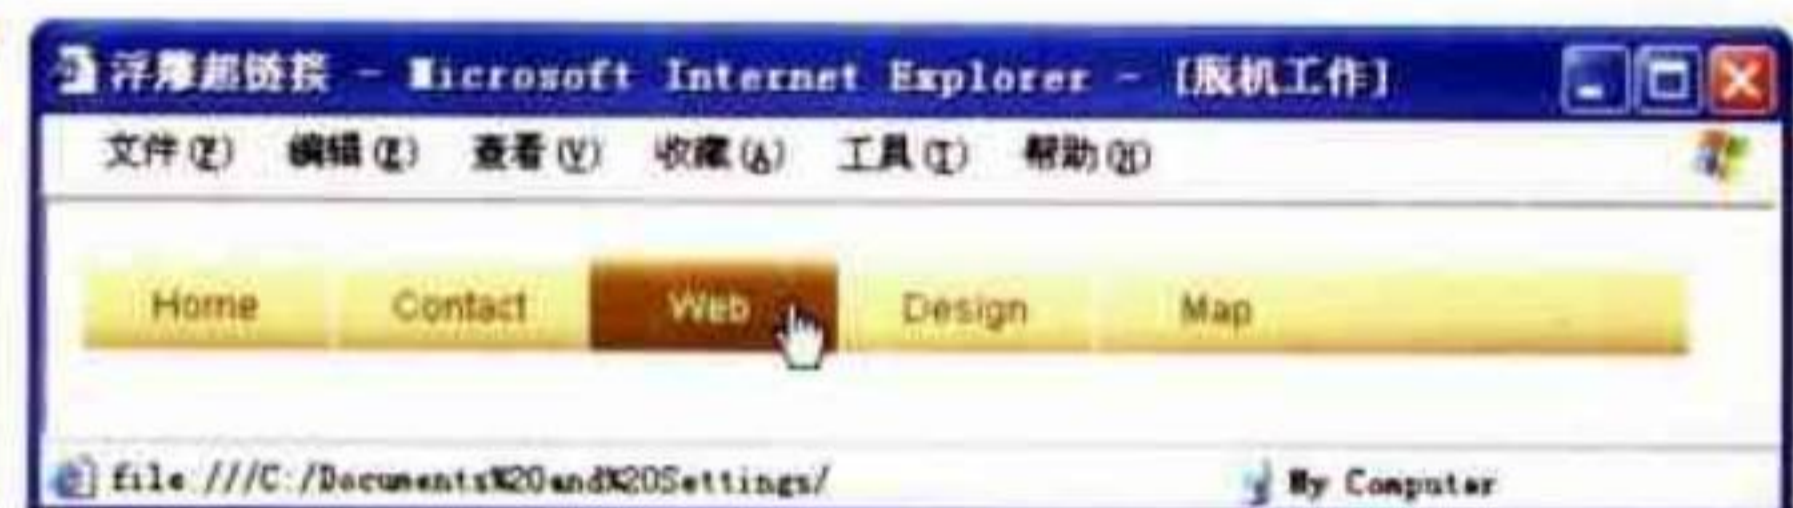 浮雕超链接 - Microsoft Internet Explorer - [脱机工作]
文件(F) 编辑(E) 查看(V) 收藏(A) 工具(T) 帮助(H)
Home Contact Web Design Map
file:///C:/Documents%20and%20Settings/ My Computer